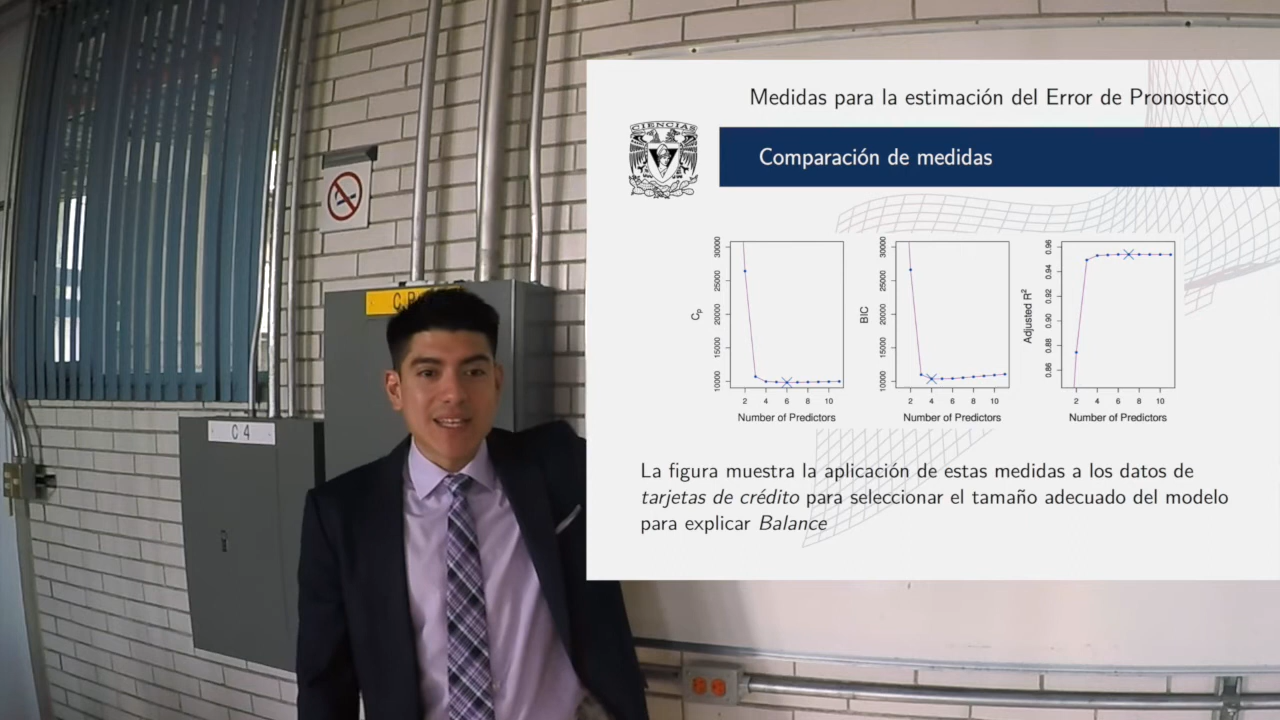 Medidas para la estimación del Error de Pronostico
CIENCIAS
Comparación de medidas
Cp
30000
25000
20000
15000
10000
2 4 6 8 10
Number of Predictors
BIC
30000
25000
20000
15000
10000
2 4 6 8 10
Number of Predictors
Adjusted R²
0.96
0.94
0.92
0.90
0.88
0.86
2 4 6 8 10
Number of Predictors
La figura muestra la aplicación de estas medidas a los datos de
tarjetas de crédito para seleccionar el tamaño adecuado del modelo
para explicar Balance
C 4